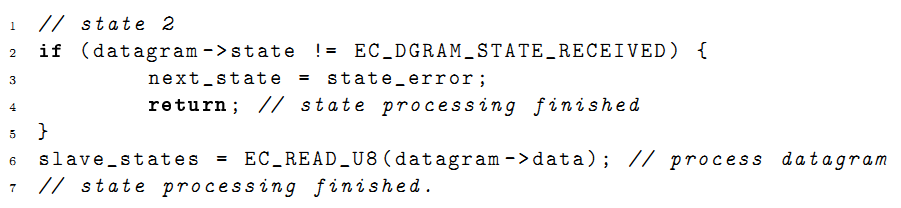 1 // state 2
2 if (datagram->state != EC_DGRAM_STATE_RECEIVED) {
3 next_state = state_error;
4 return; // state processing finished
5 }
6 slave_states = EC_READ_U8(datagram->data); // process datagram
7 // state processing finished.